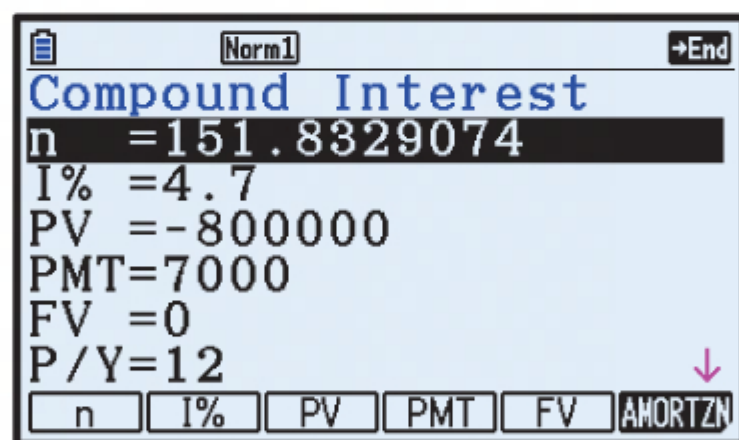 Norm1 →End
Compound Interest
n =151.8329074
I% =4.7
PV =-800000
PMT=7000
FV =0
P/Y=12 ↓
n I% PV PMT FV AMORTZN